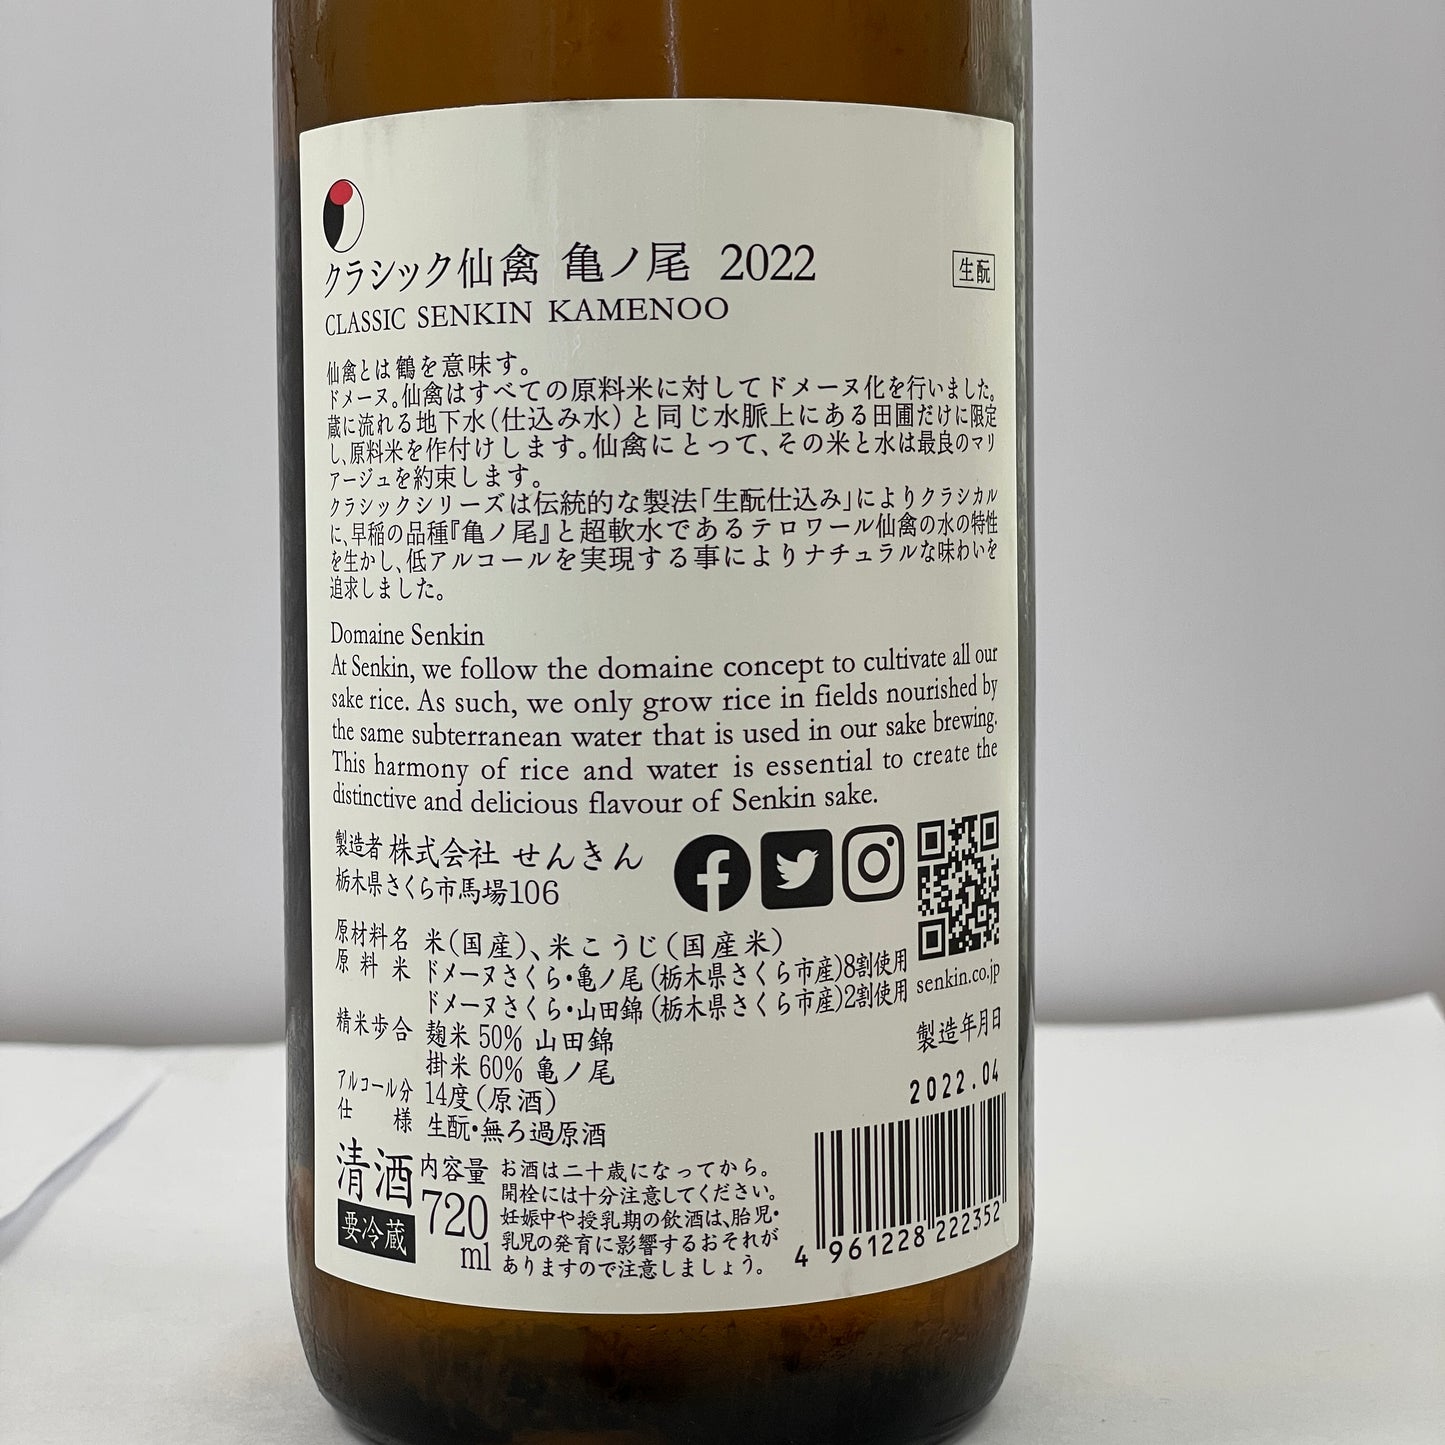 クラシック仙禽 亀ノ尾 2022
生酛
CLASSIC SENKIN KAMENOO
仙禽とは鶴を意味す。
ドメーヌ。仙禽はすべての原料米に対してドメーヌ化を行いました。
蔵に流れる地下水（仕込み水）と同じ水脈上にある田圃だけに限定
し、原料米を作付けします。仙禽にとって、その米と水は最良のマリ
アージュを約束します。
クラシックシリーズは伝統的な製法「生酛仕込み」によりクラシカル
に、早稲の品種『亀ノ尾』と超軟水であるテロワール仙禽の水の特性
を生かし、低アルコールを実現する事によりナチュラルな味わいを
追求しました。
Domaine Senkin
At Senkin, we follow the domaine concept to cultivate all our
sake rice. As such, we only grow rice in fields nourished by
the same subterranean water that is used in our sake brewing.
This harmony of rice and water is essential to create the
distinctive and delicious flavour of Senkin sake.
製造者 株式会社 せんきん
栃木県さくら市馬場106
原材料名 米（国産）、米こうじ（国産米）
原料米 ドメーヌさくら・亀ノ尾（栃木県さくら市産）8割使用
ドメーヌさくら・山田錦（栃木県さくら市産）2割使用
senkin.co.jp
精米歩合 麹米 50% 山田錦
掛米 60% 亀ノ尾
アルコール分 14度（原酒）
仕様 生酛・無ろ過原酒
製造年月日
2022.04
清酒
要冷蔵
内容量
720
ml
お酒は二十歳になってから。
開栓には十分注意してください。
妊娠中や授乳期の飲酒は、胎児・
乳児の発育に影響するおそれが
ありますので注意しましょう。
4 961228 222352